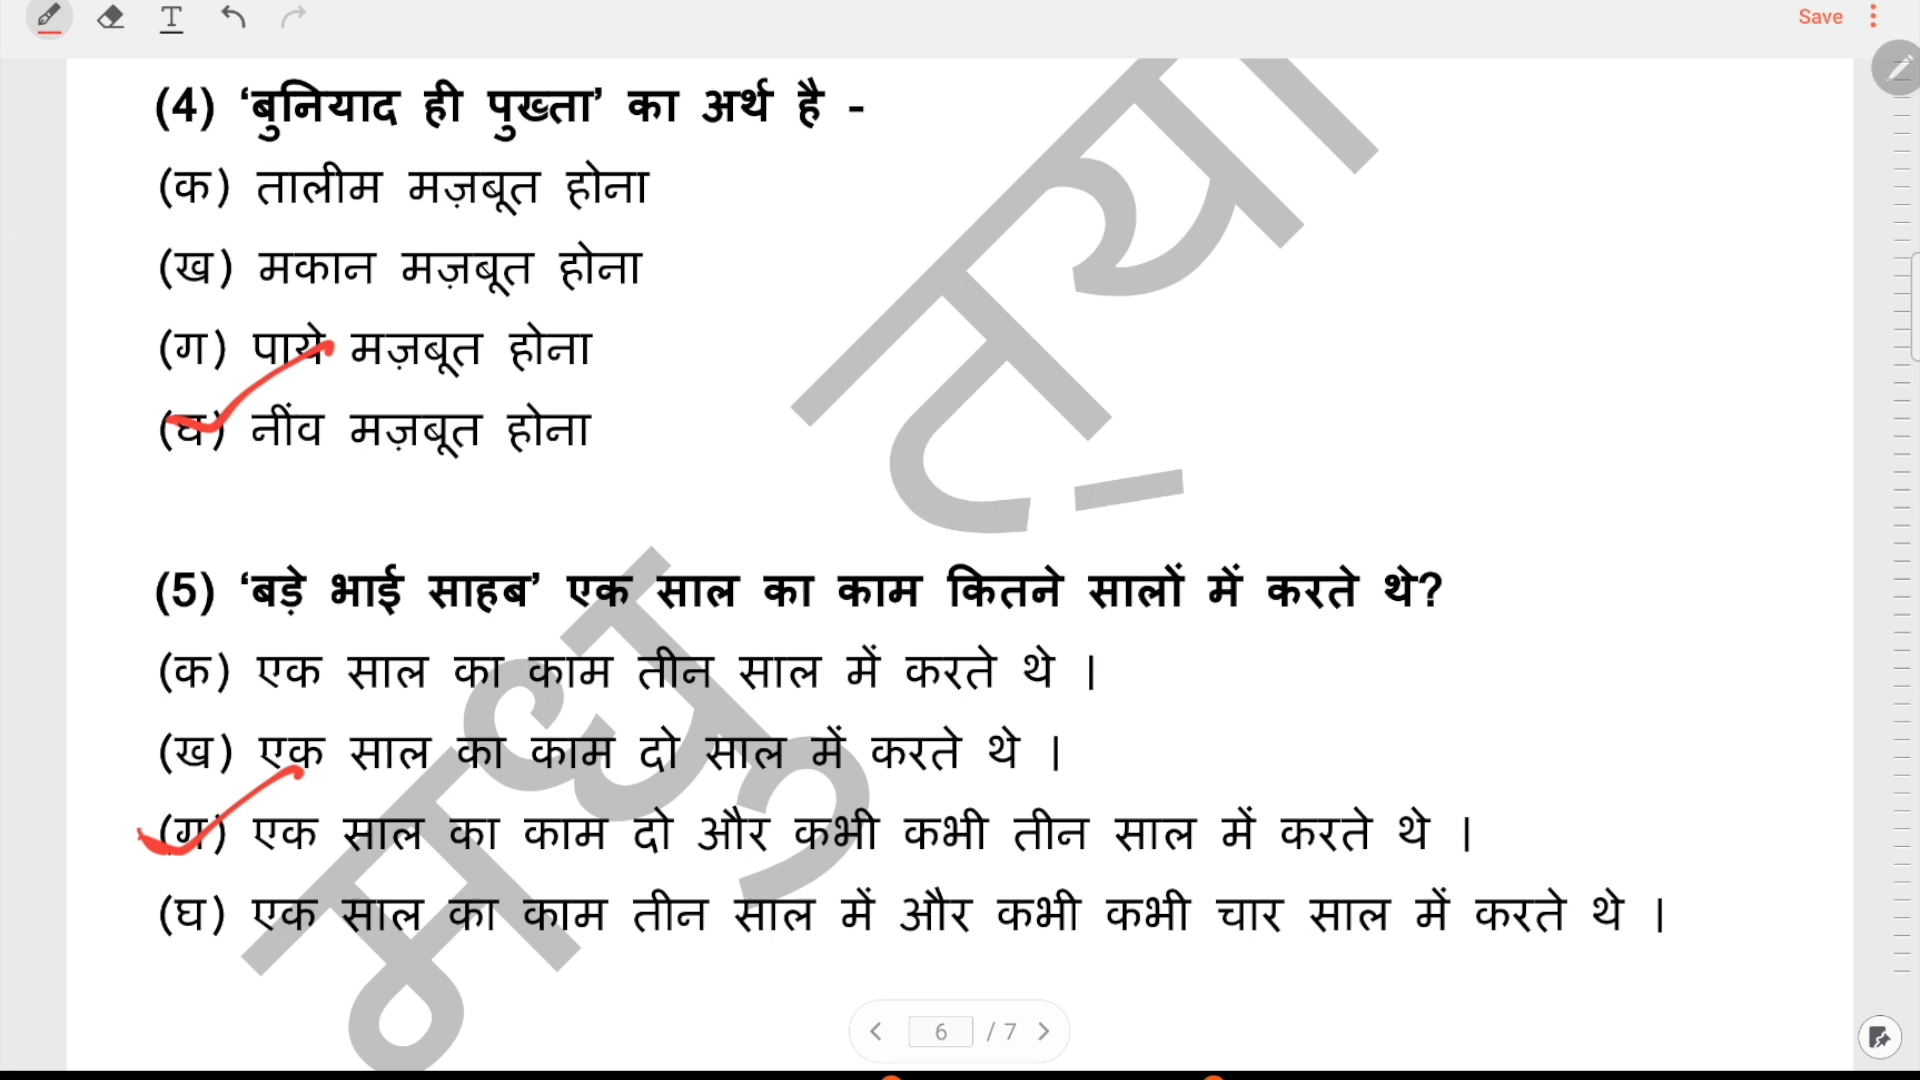 Save
(4) ‘बुनियाद ही पुख्ता’ का अर्थ है -
(क) तालीम मज़बूत होना
(ख) मकान मज़बूत होना
(ग) पाये मज़बूत होना
(घ) नींव मज़बूत होना
(5) ‘बड़े भाई साहब’ एक साल का काम कितने सालों में करते थे?
(क) एक साल का काम तीन साल में करते थे |
(ख) एक साल का काम दो साल में करते थे |
(ग) एक साल का काम दो और कभी कभी तीन साल में करते थे |
(घ) एक साल का काम तीन साल में और कभी कभी चार साल में करते थे |
6 / 7